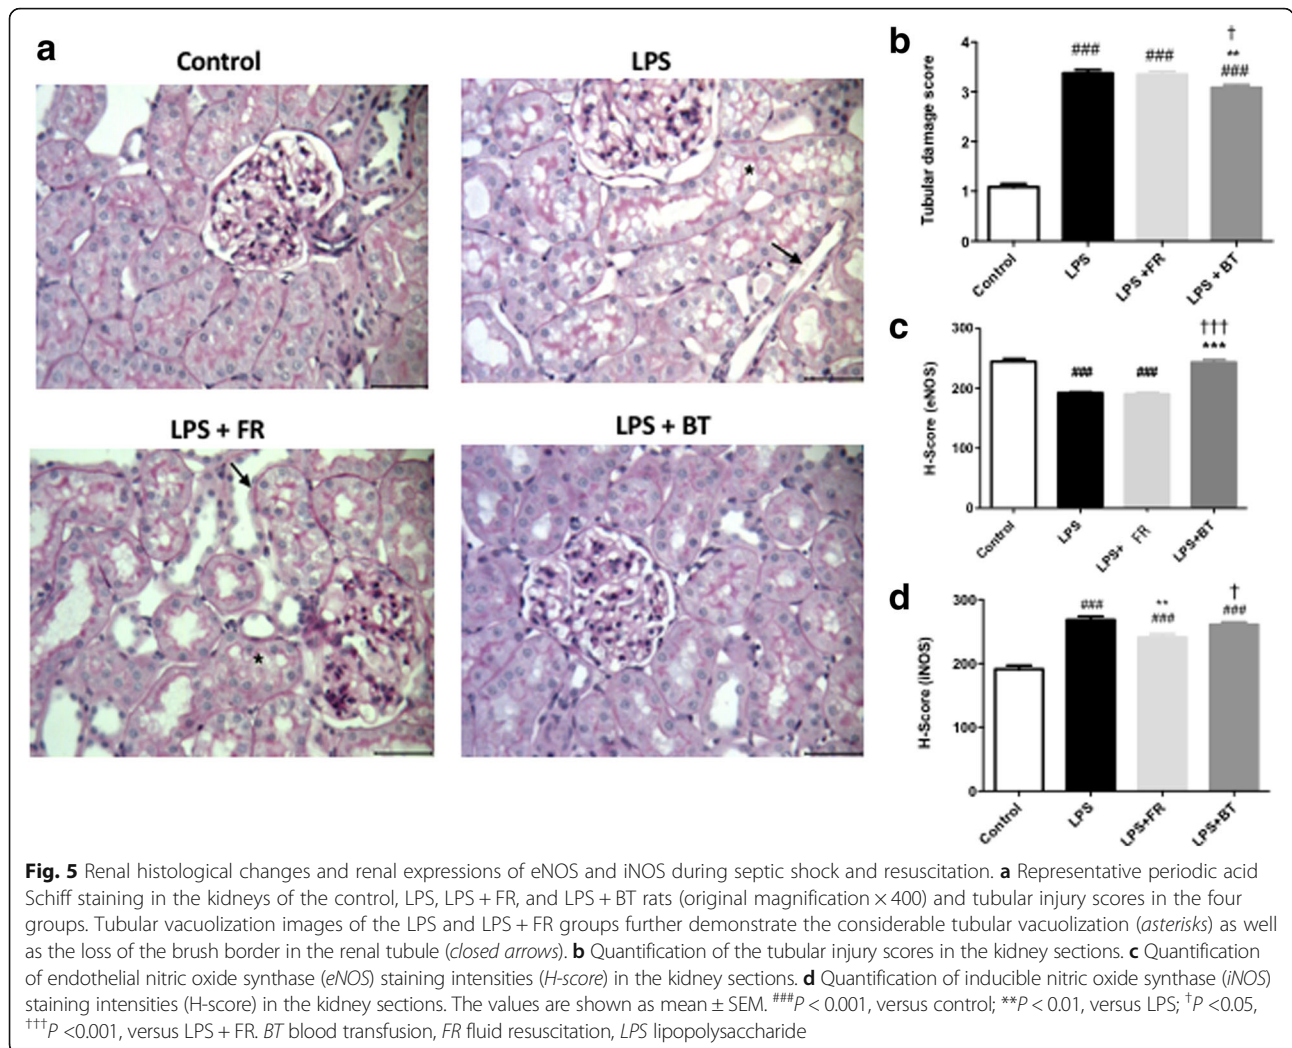 a
Control
LPS
LPS + FR
LPS + BT
*
*
b
Tubular damage score
4
3
2
1
0
###
###
†
**
###
Control
LPS
LPS +FR
LPS + BT
c
H-Score (eNOS)
300
200
100
0
###
###
†††
***
Control
LPS
LPS+ FR
LPS+BT
d
H-Score (iNOS)
300
200
100
0
###
**
###
†
###
Control
LPS
LPS+FR
LPS+BT
Fig. 5 Renal histological changes and renal expressions of eNOS and iNOS during septic shock and resuscitation. a Representative periodic acid
Schiff staining in the kidneys of the control, LPS, LPS + FR, and LPS + BT rats (original magnification × 400) and tubular injury scores in the four
groups. Tubular vacuolization images of the LPS and LPS + FR groups further demonstrate the considerable tubular vacuolization (asterisks) as well
as the loss of the brush border in the renal tubule (closed arrows). b Quantification of the tubular injury scores in the kidney sections. c Quantification
of endothelial nitric oxide synthase (eNOS) staining intensities (H-score) in the kidney sections. d Quantification of inducible nitric oxide synthase (iNOS)
staining intensities (H-score) in the kidney sections. The values are shown as mean ± SEM. ###P < 0.001, versus control; **P < 0.01, versus LPS; †P <0.05,
†††P <0.001, versus LPS + FR. BT blood transfusion, FR fluid resuscitation, LPS lipopolysaccharide